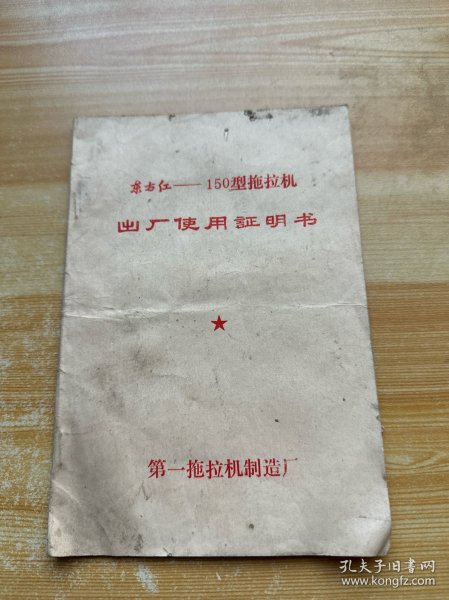 东方红——150型拖拉机
出厂使用証明书
第一拖拉机制造厂
孔夫子旧书网
www.kongfz.com